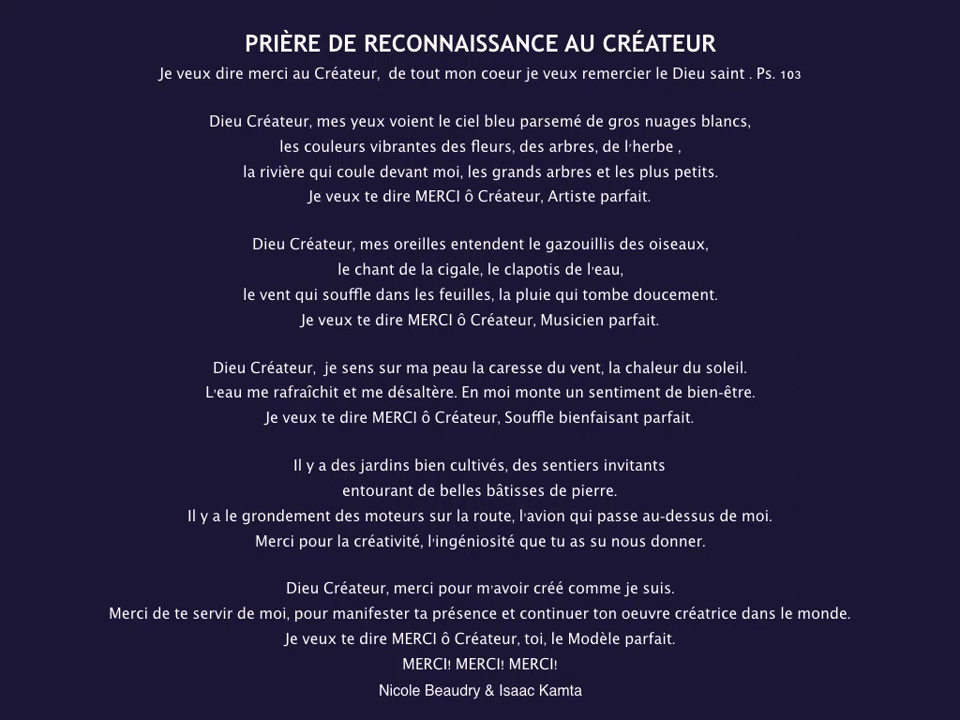 PRIÈRE DE RECONNAISSANCE AU CRÉATEUR
Je veux dire merci au Créateur,  de tout mon coeur je veux remercier le Dieu saint . Ps. 103
Dieu Créateur, mes yeux voient le ciel bleu parsemé de gros nuages blancs,
les couleurs vibrantes des fleurs, des arbres, de l'herbe ,
la rivière qui coule devant moi, les grands arbres et les plus petits.
Je veux te dire MERCI ô Créateur, Artiste parfait.
Dieu Créateur, mes oreilles entendent le gazouillis des oiseaux,
le chant de la cigale, le clapotis de l'eau,
le vent qui souffle dans les feuilles, la pluie qui tombe doucement.
Je veux te dire MERCI ô Créateur, Musicien parfait.
Dieu Créateur,  je sens sur ma peau la caresse du vent, la chaleur du soleil.
L'eau me rafraîchit et me désaltère. En moi monte un sentiment de bien-être.
Je veux te dire MERCI ô Créateur, Souffle bienfaisant parfait.
Il y a des jardins bien cultivés, des sentiers invitants
entourant de belles bâtisses de pierre.
Il y a le grondement des moteurs sur la route, l'avion qui passe au-dessus de moi.
Merci pour la créativité, l'ingéniosité que tu as su nous donner.
Dieu Créateur, merci pour m'avoir créé comme je suis.
Merci de te servir de moi, pour manifester ta présence et continuer ton oeuvre créatrice dans le monde.
Je veux te dire MERCI ô Créateur, toi, le Modèle parfait.
MERCI! MERCI! MERCI!
Nicole Beaudry & Isaac Kamta